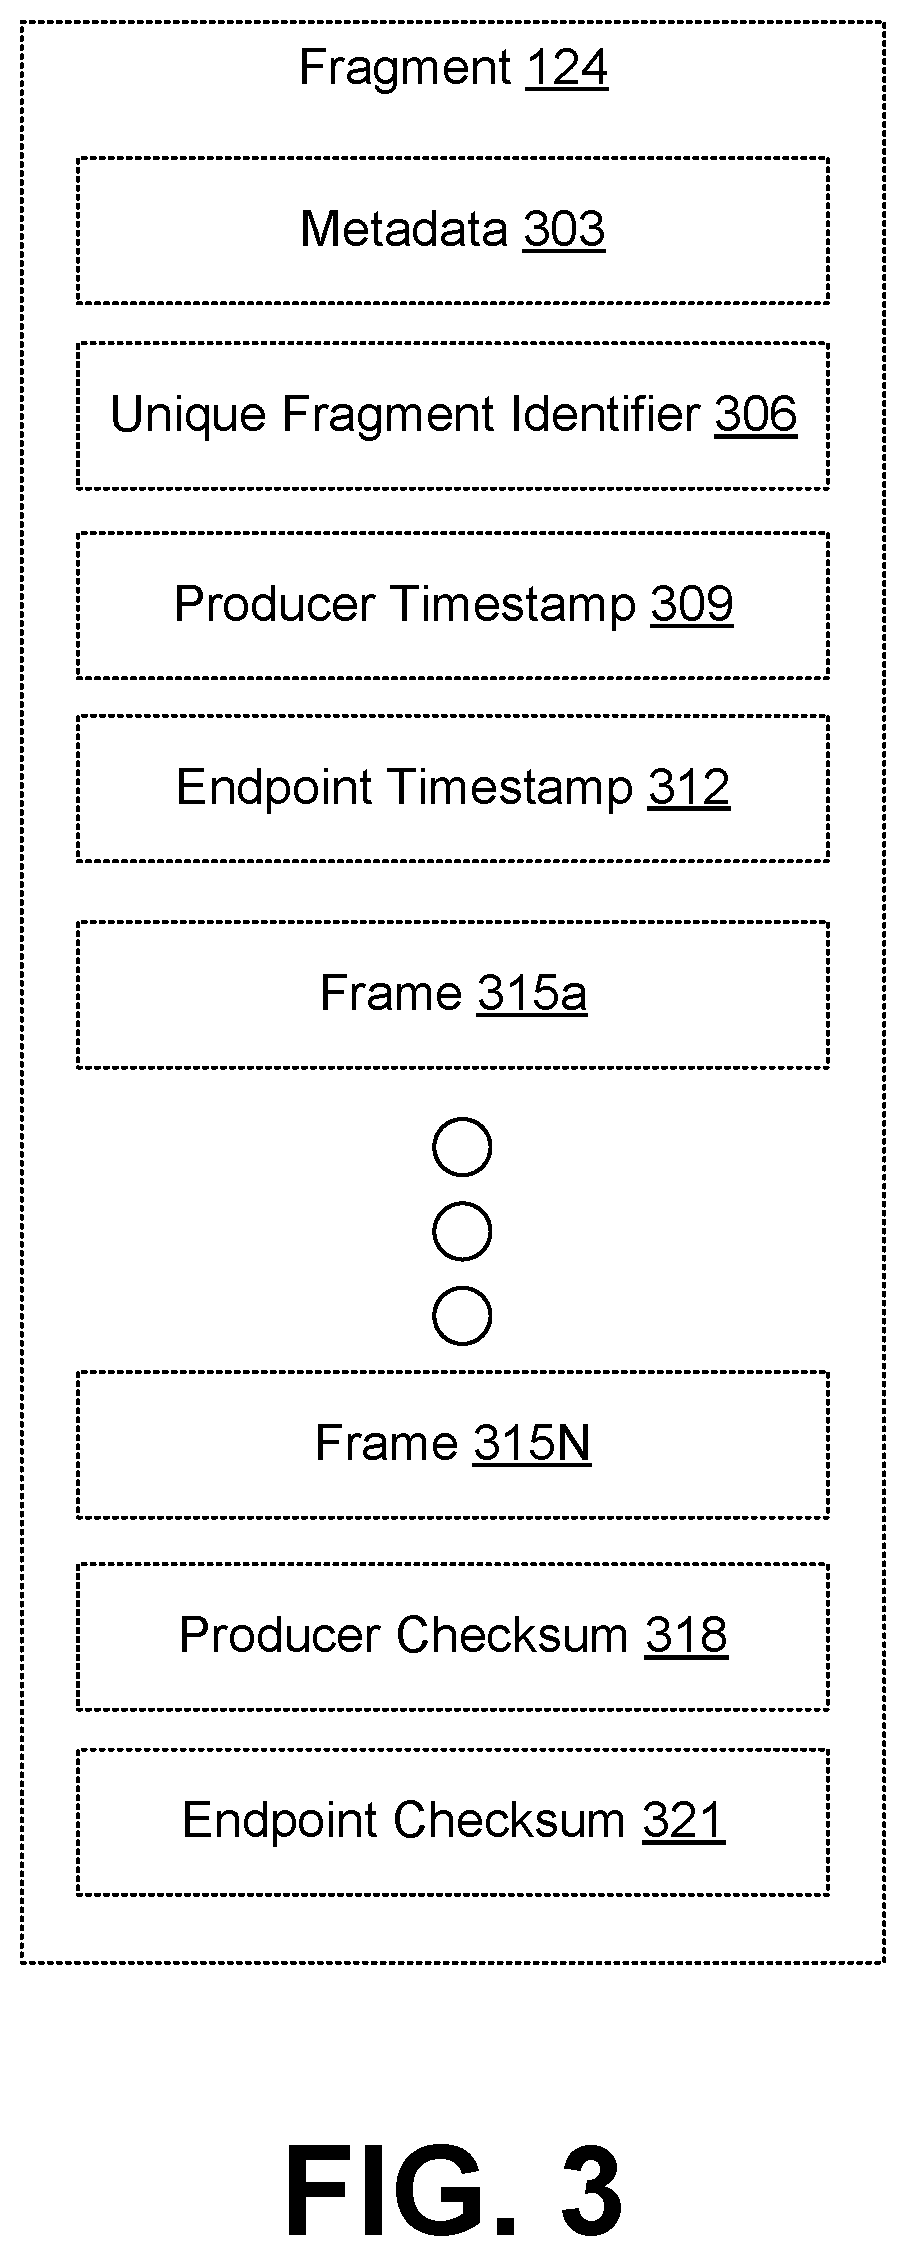 Fragment 124
Metadata 303
Unique Fragment Identifier 306
Producer Timestamp 309
Endpoint Timestamp 312
Frame 315a
Frame 315N
Producer Checksum 318
Endpoint Checksum 321
FIG. 3